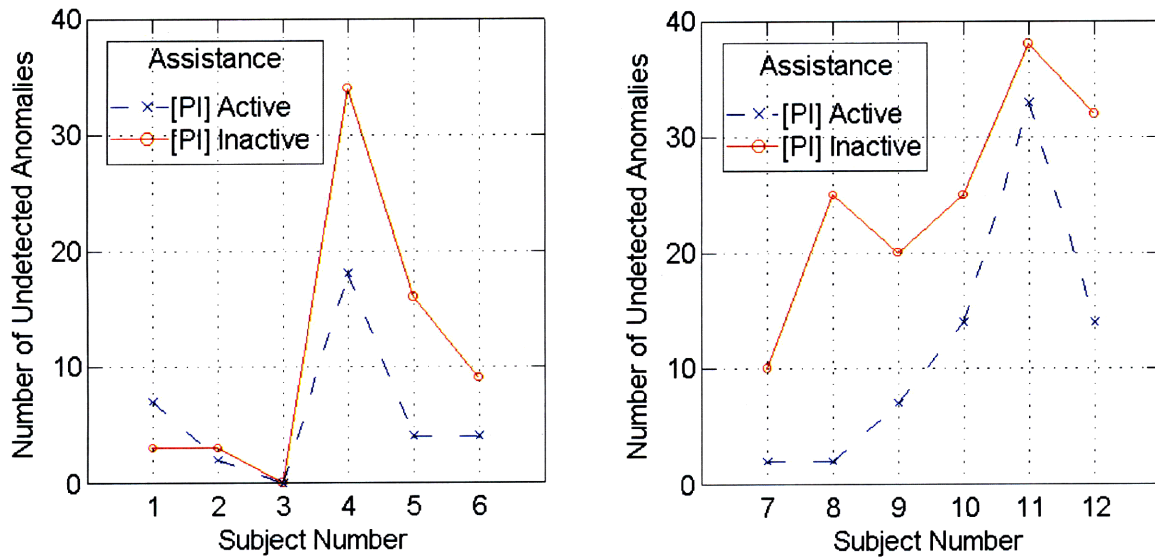 Number of Undetected Anomalies
40
30
20
10
0
Assistance
[PI] Active
[PI] Inactive
1 2 3 4 5 6
Subject Number
Number of Undetected Anomalies
40
30
20
10
0
Assistance
[PI] Active
[PI] Inactive
7 8 9 10 11 12
Subject Number